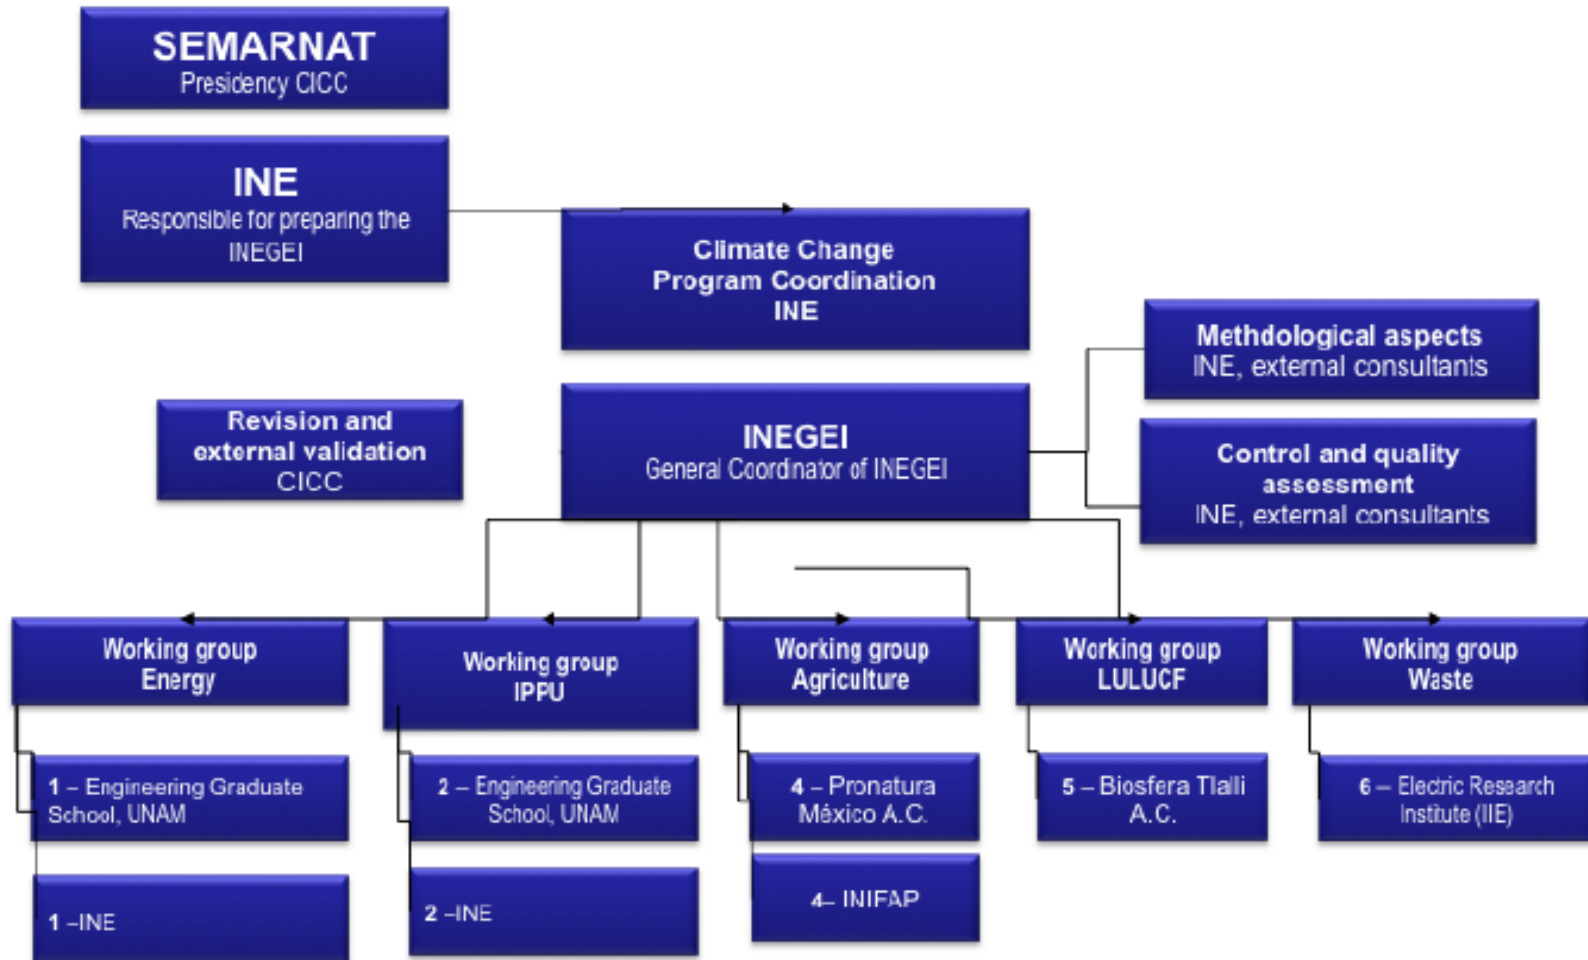 SEMARNAT
Presidency CICC
INE
Responsible for preparing the
INEGEI
Climate Change
Program Coordination
INE
Methdological aspects
INE, external consultants
Revision and
external validation
CICC
INEGEI
General Coordinator of INEGEI
Control and quality
assessment
INE, external consultants
Working group
Energy
Working group
IPPU
Working group
Agriculture
Working group
LULUCF
Working group
Waste
1 – Engineering Graduate
School, UNAM
2 – Engineering Graduate
School, UNAM
4 – Pronatura
México A.C.
5 – Biosfera Tlalli
A.C.
6 – Electric Research
Institute (IIE)
1 –INE
2 –INE
4– INIFAP